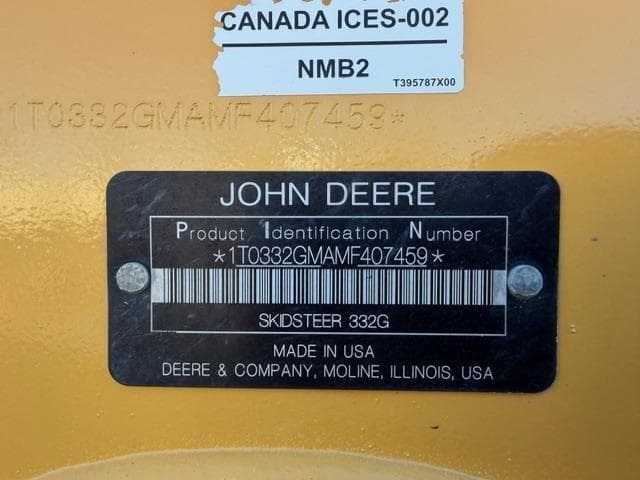 CANADA ICES-002
NMB2
T395787X00
1T0332GMAMF407459*
JOHN DEERE
Product Identification Number
*1T0332GMAMF407459*
SKIDSTEER 332G
MADE IN USA
DEERE & COMPANY, MOLINE, ILLINOIS, USA